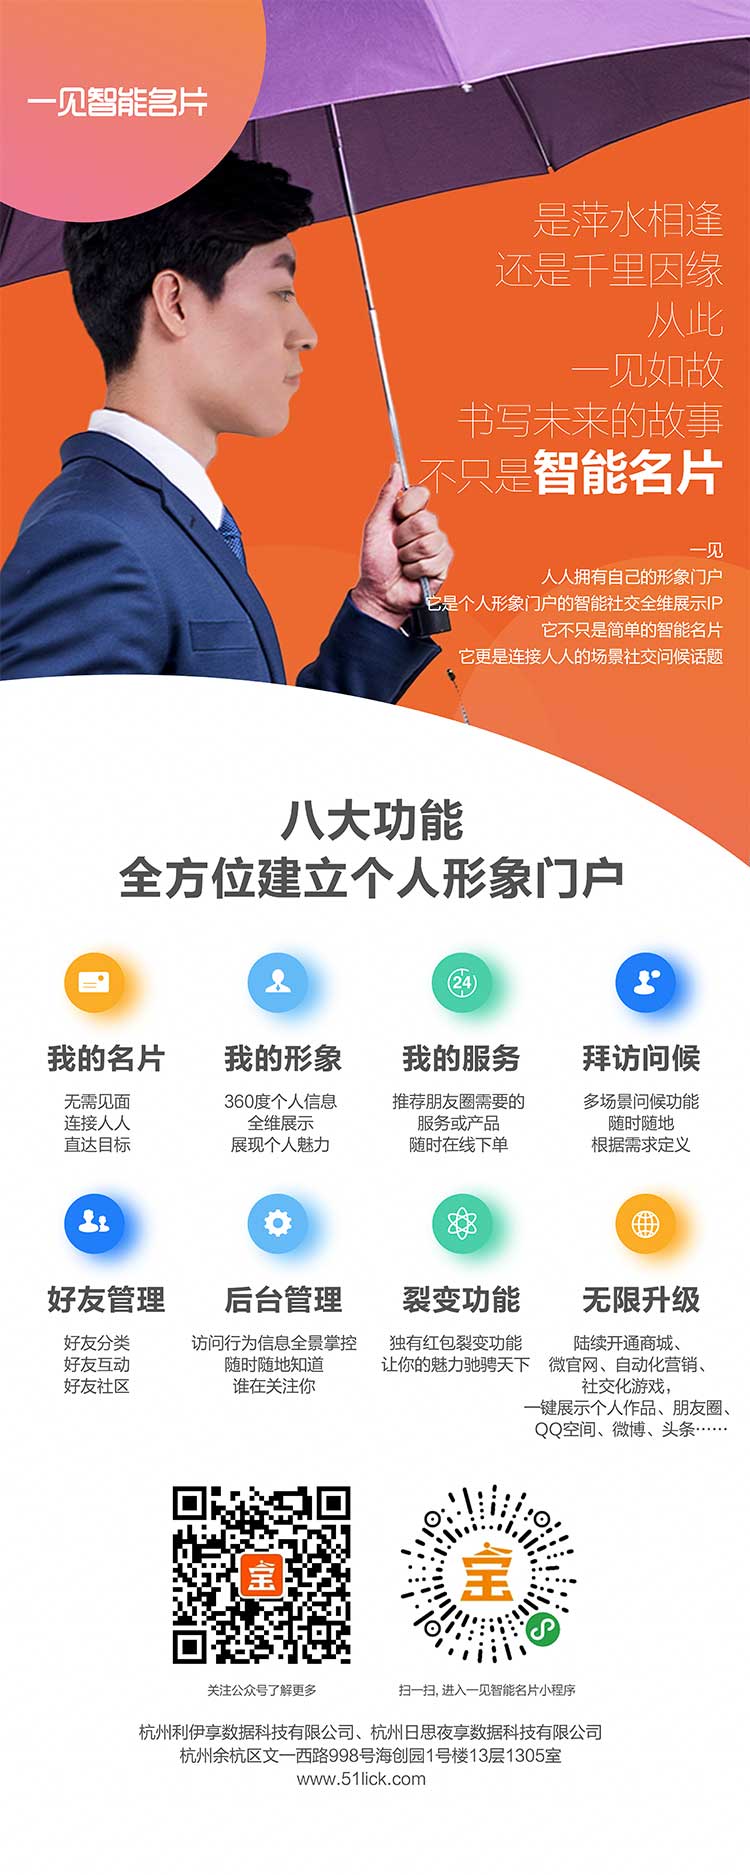 一见智能名片
是萍水相逢
还是千里因缘
从此
一见如故
书写未来的故事
不只是智能名片
一见
人人拥有自己的形象门户
它是个人形象门户的智能社交全维展示IP
它不只是简单的智能名片
它更是连接人人的场景社交问候话题
八大功能
全方位建立个人形象门户
我的名片
无需见面
连接人人
直达目标
我的形象
360度个人信息
全维展示
展现个人魅力
24
我的服务
推荐朋友圈需要的
服务或产品
随时在线下单
拜访问候
多场景问候功能
随时随地
根据需求定义
好友管理
好友分类
好友互动
好友社区
后台管理
访问行为信息全景掌控
随时随地知道
谁在关注你
裂变功能
独有红包裂变功能
让你的魅力驰骋天下
无限升级
陆续开通商城、
微官网、自动化营销、
社交化游戏，
一键展示个人作品、朋友圈、
QQ空间、微博、头条……
关注公众号了解更多
扫一扫, 进入一见智能名片小程序
杭州利伊享数据科技有限公司、杭州日思夜享数据科技有限公司
杭州余杭区文一西路998号海创园1号楼13层1305室
www.51lick.com